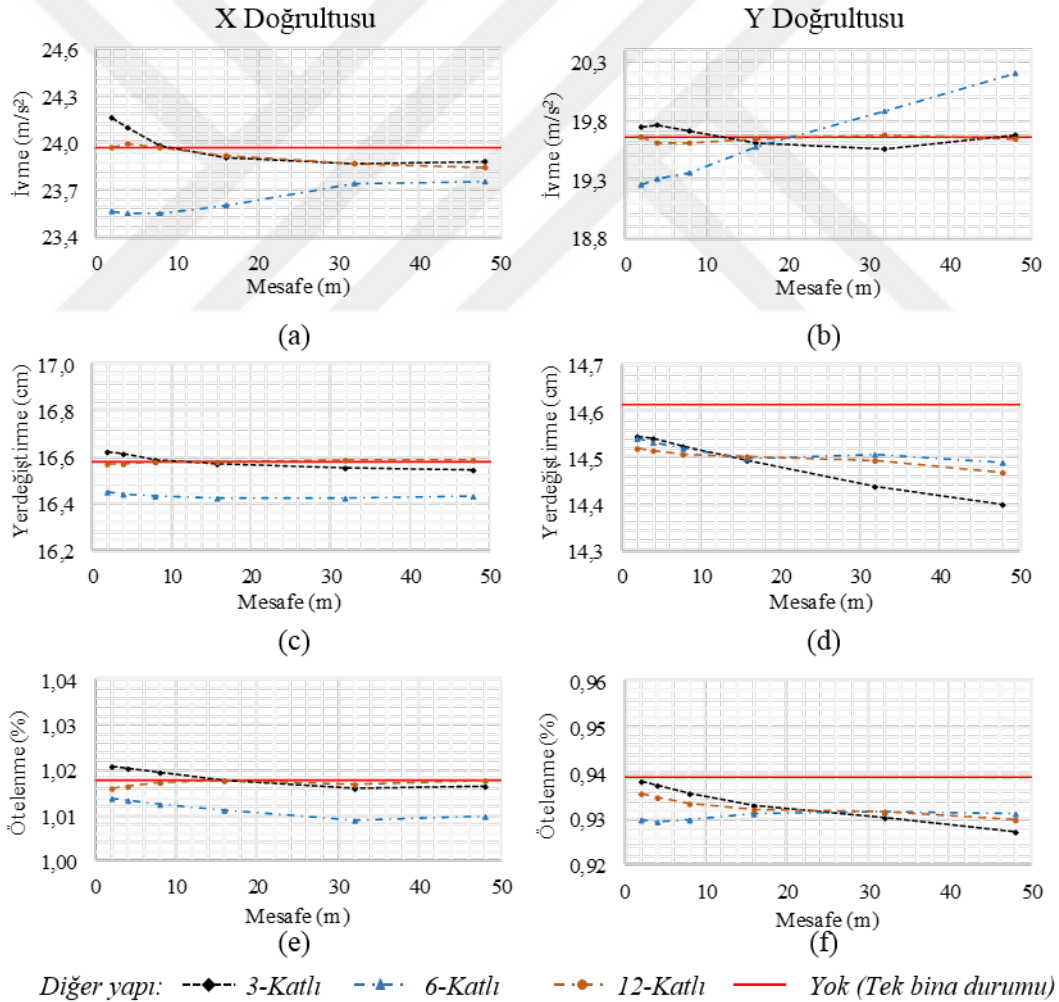 X Doğrultusu
Y Doğrultusu
İvme (m/s²)
24,6
24,3
24,0
23,7
23,4
0 10 20 30 40 50
Mesafe (m)
(a)
İvme (m/s²)
20,3
19,8
19,3
18,8
0 10 20 30 40 50
Mesafe (m)
(b)
Yerdeğiştirme (cm)
17,0
16,8
16,6
16,4
16,2
0 10 20 30 40 50
Mesafe (m)
(c)
Yerdeğiştirme (cm)
14,7
14,6
14,5
14,4
14,3
0 10 20 30 40 50
Mesafe (m)
(d)
Ötelenme (%)
1,04
1,03
1,02
1,01
1,00
0 10 20 30 40 50
Mesafe (m)
(e)
Ötelenme (%)
0,96
0,95
0,94
0,93
0,92
0 10 20 30 40 50
Mesafe (m)
(f)
Diğer yapı: 3-Katlı 6-Katlı 12-Katlı Yok (Tek bina durumu)